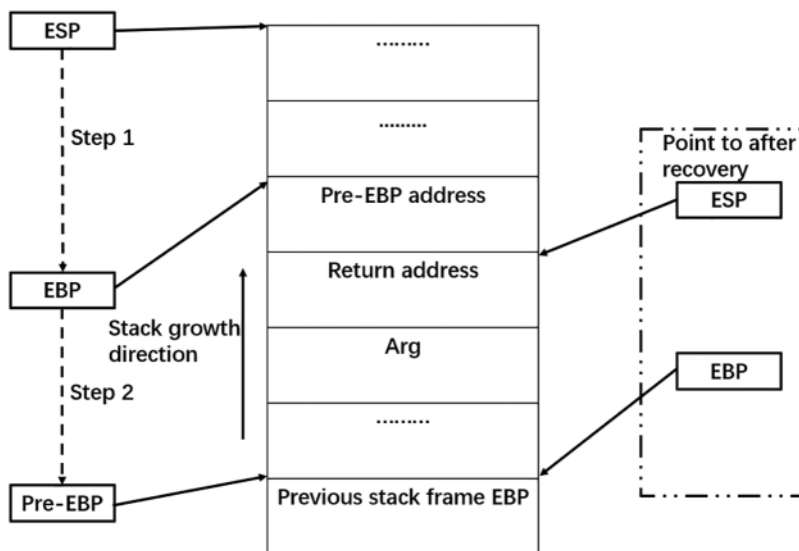 ESP
Step 1
EBP
Stack growth
direction
Step 2
Pre-EBP
………
………
Pre-EBP address
Return address
Arg
………
Previous stack frame EBP
Point to after
recovery
ESP
EBP